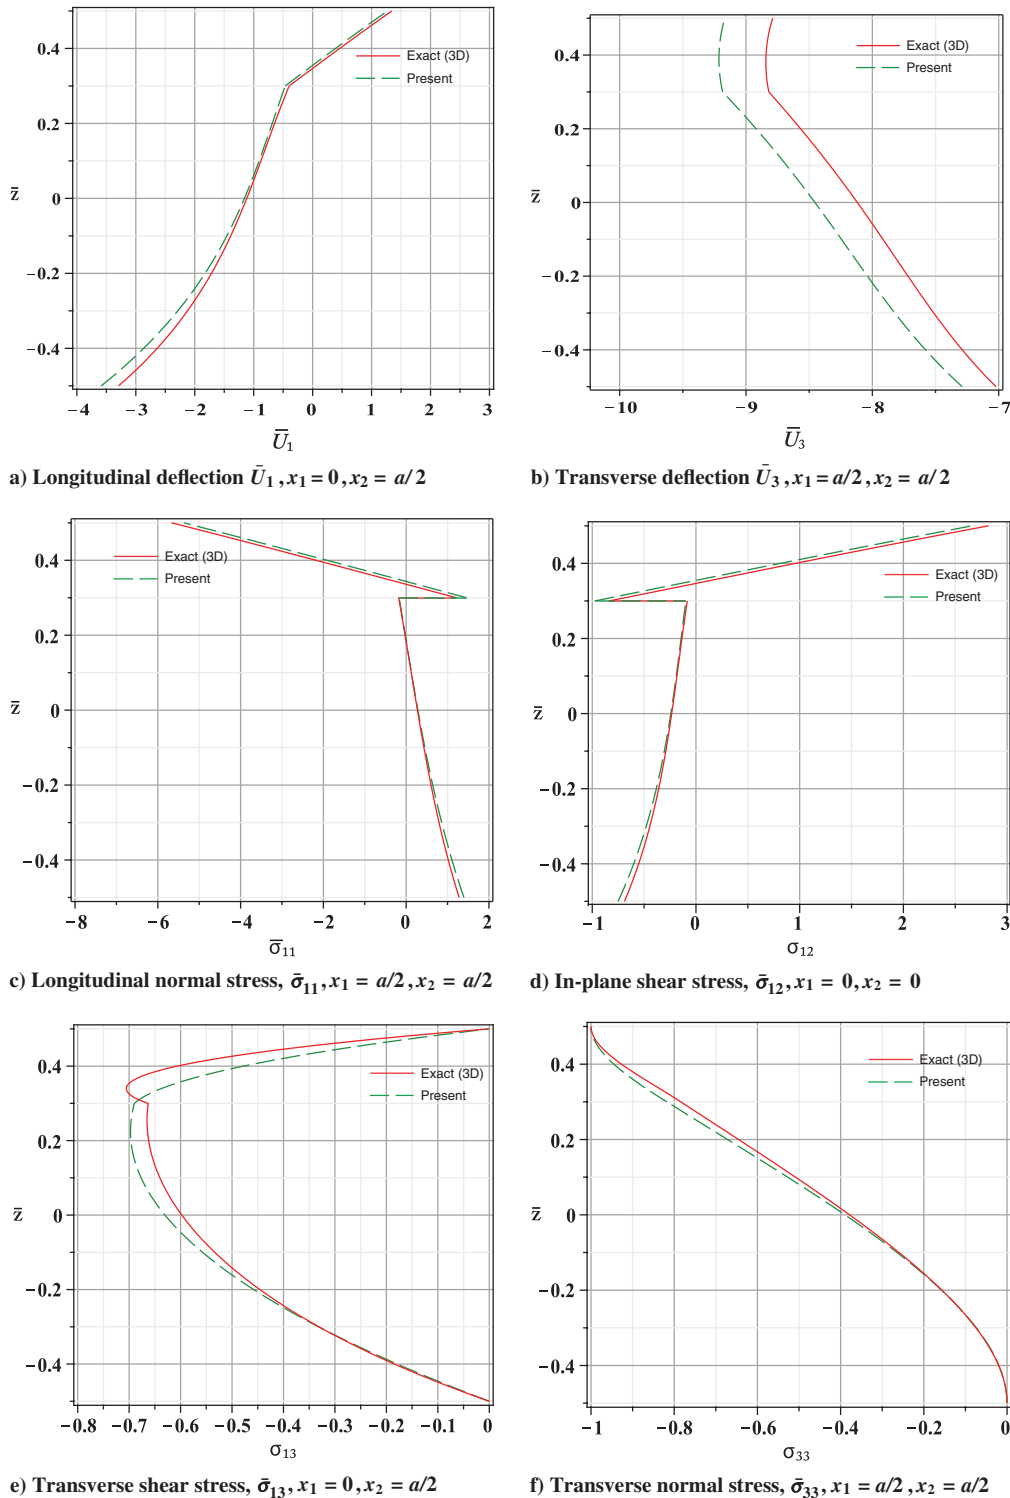 0.4
0.2
0
−0.2
−0.4
z̄
Exact (3D)
Present
−4 −3 −2 −1 0 1 2 3
U̅1
a) Longitudinal deflection Ū1, x1 = 0, x2 = a/2
0.4
0.2
0
−0.2
−0.4
z̄
Exact (3D)
Present
−10 −9 −8 −7
U̅3
b) Transverse deflection Ū3, x1 = a/2, x2 = a/2
0.4
0.2
0
−0.2
−0.4
z̄
Exact (3D)
Present
−8 −6 −4 −2 0 2
σ̅11
c) Longitudinal normal stress, σ̄11, x1 = a/2, x2 = a/2
0.4
0.2
0
−0.2
−0.4
z̄
Exact (3D)
Present
−1 0 1 2 3
σ12
d) In-plane shear stress, σ̄12, x1 = 0, x2 = 0
0.4
0.2
0
−0.2
−0.4
z̄
Exact (3D)
Present
−0.8 −0.7 −0.6 −0.5 −0.4 −0.3 −0.2 −0.1 0
σ13
e) Transverse shear stress, σ̄13, x1 = 0, x2 = a/2
0.4
0.2
0
−0.2
−0.4
z̄
Exact (3D)
Present
−1 −0.8 −0.6 −0.4 −0.2 0
σ33
f) Transverse normal stress, σ̄33, x1 = a/2, x2 = a/2